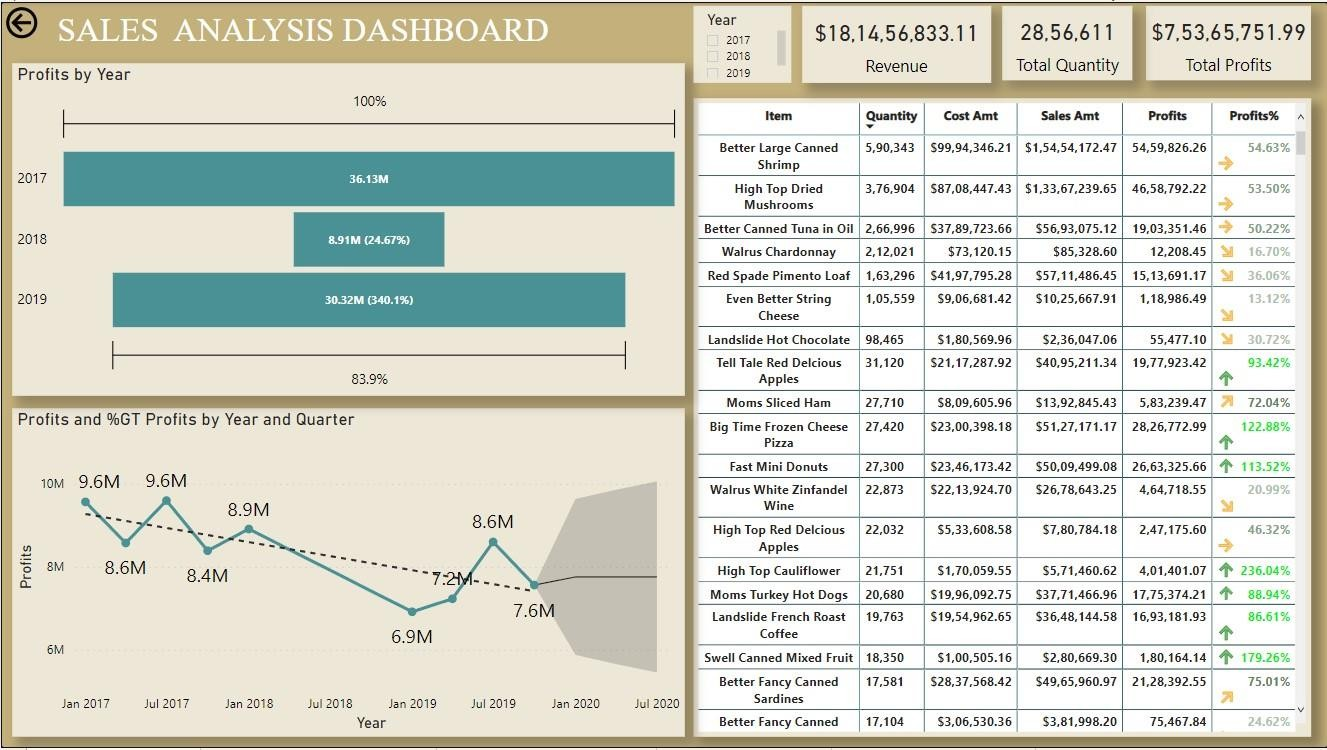 SALES ANALYSIS DASHBOARD
Year
2017
2018
2019
$18,14,56,833.11
Revenue
28,56,611
Total Quantity
$7,53,65,751.99
Total Profits
Profits by Year
100%
2017
36.13M
2018
8.91M (24.67%)
2019
30.32M (340.1%)
83.9%
Profits and %GT Profits by Year and Quarter
Profits
10M
8M
6M
9.6M
8.6M
9.6M
8.4M
8.9M
6.9M
7.2M
8.6M
7.6M
Jan 2017 Jul 2017 Jan 2018 Jul 2018 Jan 2019 Jul 2019 Jan 2020 Jul 2020
Year
Item Quantity Cost Amt Sales Amt Profits Profits%
Better Large Canned 5,90,343 $99,94,346.21 $1,54,54,172.47 54,59,826.26 54.63%
Shrimp
High Top Dried 3,76,904 $87,08,447.43 $1,33,67,239.65 46,58,792.22 53.50%
Mushrooms
Better Canned Tuna in Oil 2,66,996 $37,89,723.66 $56,93,075.12 19,03,351.46 50.22%
Walrus Chardonnay 2,12,021 $73,120.15 $85,328.60 12,208.45 16.70%
Red Spade Pimento Loaf 1,63,296 $41,97,795.28 $57,11,486.45 15,13,691.17 36.06%
Even Better String 1,05,559 $9,06,681.42 $10,25,667.91 1,18,986.49 13.12%
Cheese
Landslide Hot Chocolate 98,465 $1,80,569.96 $2,36,047.06 55,477.10 30.72%
Tell Tale Red Delcious 31,120 $21,17,287.92 $40,95,211.34 19,77,923.42 93.42%
Apples
Moms Sliced Ham 27,710 $8,09,605.96 $13,92,845.43 5,83,239.47 72.04%
Big Time Frozen Cheese 27,420 $23,00,398.18 $51,27,171.17 28,26,772.99 122.88%
Pizza
Fast Mini Donuts 27,300 $23,46,173.42 $50,09,499.08 26,63,325.66 113.52%
Walrus White Zinfandel 22,873 $22,13,924.70 $26,78,643.25 4,64,718.55 20.99%
Wine
High Top Red Delcious 22,032 $5,33,608.58 $7,80,784.18 2,47,175.60 46.32%
Apples
High Top Cauliflower 21,751 $1,70,059.55 $5,71,460.62 4,01,401.07 236.04%
Moms Turkey Hot Dogs 20,680 $19,96,092.75 $37,71,466.96 17,75,374.21 88.94%
Landslide French Roast 19,763 $19,54,962.65 $36,48,144.58 16,93,181.93 86.61%
Coffee
Swell Canned Mixed Fruit 18,350 $1,00,505.16 $2,80,669.30 1,80,164.14 179.26%
Better Fancy Canned 17,581 $28,37,568.42 $49,65,960.97 21,28,392.55 75.01%
Sardines
Better Fancy Canned 17,104 $3,06,530.36 $3,81,998.20 75,467.84 24.62%